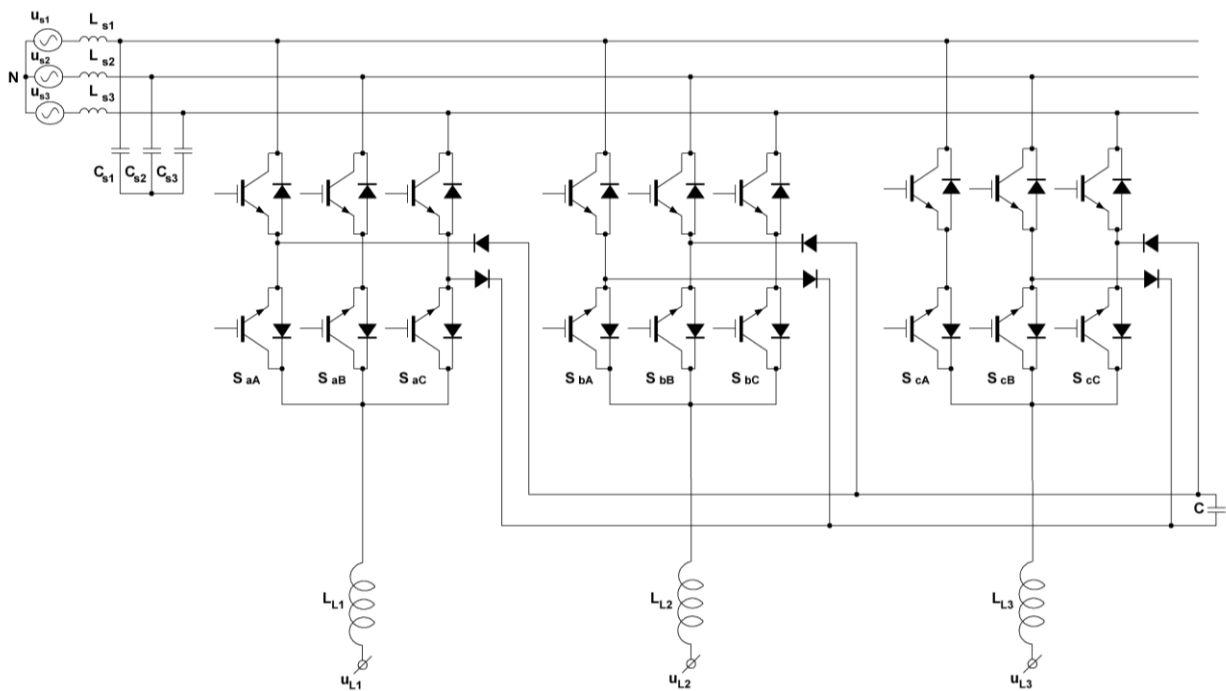 u s1
L s1
u s2
L s2
N
u s3
L s3
C s1
C s2
C s3
S aA
S aB
S aC
S bA
S bB
S bC
S cA
S cB
S cC
C
L L1
L L2
L L3
u L1
u L2
u L3